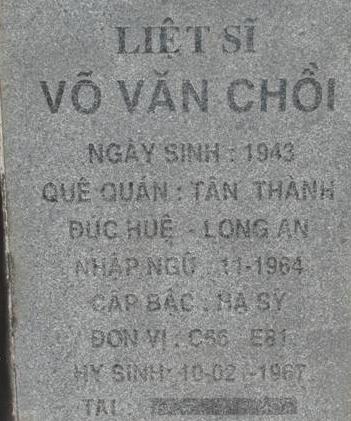 LIỆT SĨ
VÕ VĂN CHỒI
NGÀY SINH : 1943
QUÊ QUÁN : TÂN THÀNH
ĐỨC HUỆ - LONG AN
NHẬP NGŨ : 11-1964
CẤP BẬC : HẠ SỸ
ĐƠN VỊ : C56 E81
HY SINH: 10-02 -1967
TẠI :